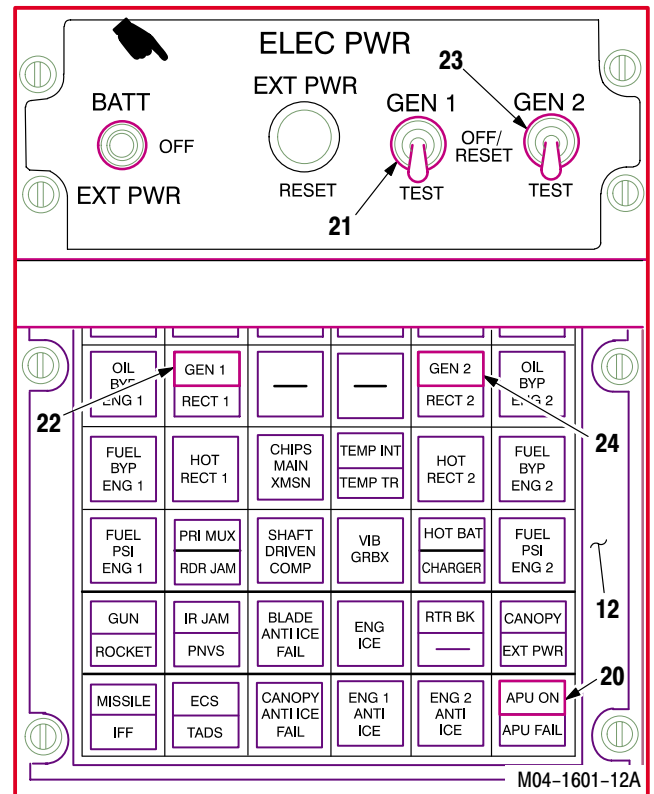 ELEC PWR
BATT
OFF
EXT PWR
EXT PWR
RESET
GEN 1
TEST
OFF/
RESET
GEN 2
TEST
21
23
OIL
BYP
ENG 1
GEN 1
RECT 1
—
—
GEN 2
RECT 2
OIL
BYP
ENG 2
22
24
FUEL
BYP
ENG 1
HOT
RECT 1
CHIPS
MAIN
XMSN
TEMP INT
TEMP TR
HOT
RECT 2
FUEL
BYP
ENG 2
FUEL
PSI
ENG 1
PRI MUX
RDR JAM
SHAFT
DRIVEN
COMP
VIB
GRBX
HOT BAT
CHARGER
FUEL
PSI
ENG 2
12
GUN
ROCKET
IR JAM
PNVS
BLADE
ANTI ICE
FAIL
ENG
ICE
RTR BK
—
CANOPY
EXT PWR
MISSILE
IFF
ECS
TADS
CANOPY
ANTI ICE
FAIL
ENG 1
ANTI
ICE
ENG 2
ANTI
ICE
APU ON
APU FAIL
20
M04-1601-12A